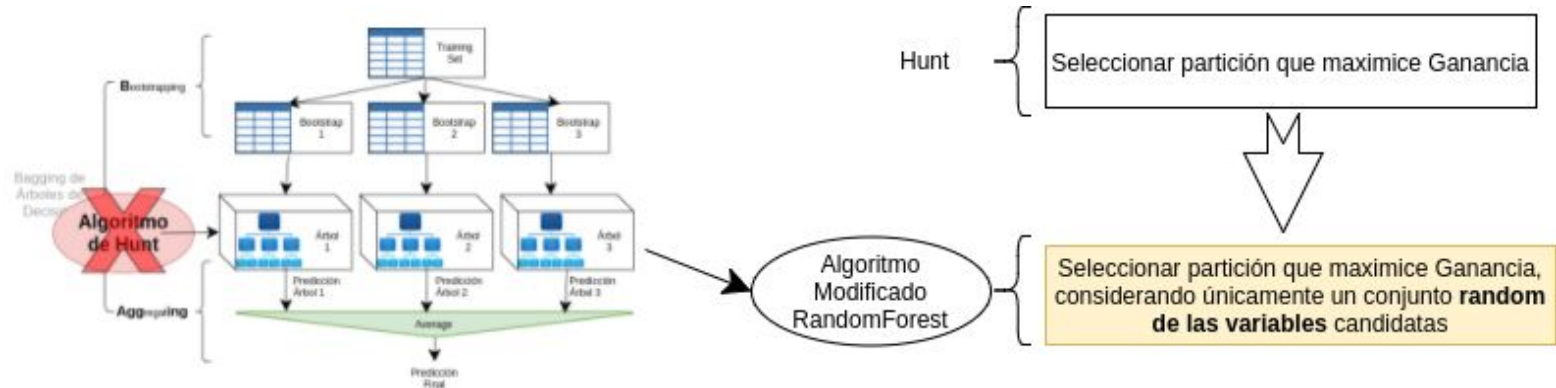 Training
Set
Bootstrapping
Bootstrap
1
Bootstrap
2
Bootstrap
3
Bagging de
Árboles de
Algoritmo
de Hunt
Árbol
1
Árbol
2
Árbol
3
Predicción
Árbol 1
Predicción
Árbol 2
Predicción
Árbol 3
Aggregating
Average
Predicción
Final
Hunt
Seleccionar partición que maximice Ganancia
Algoritmo
Modificado
RandomForest
Seleccionar partición que maximice Ganancia,
considerando únicamente un conjunto random
de las variables candidatas